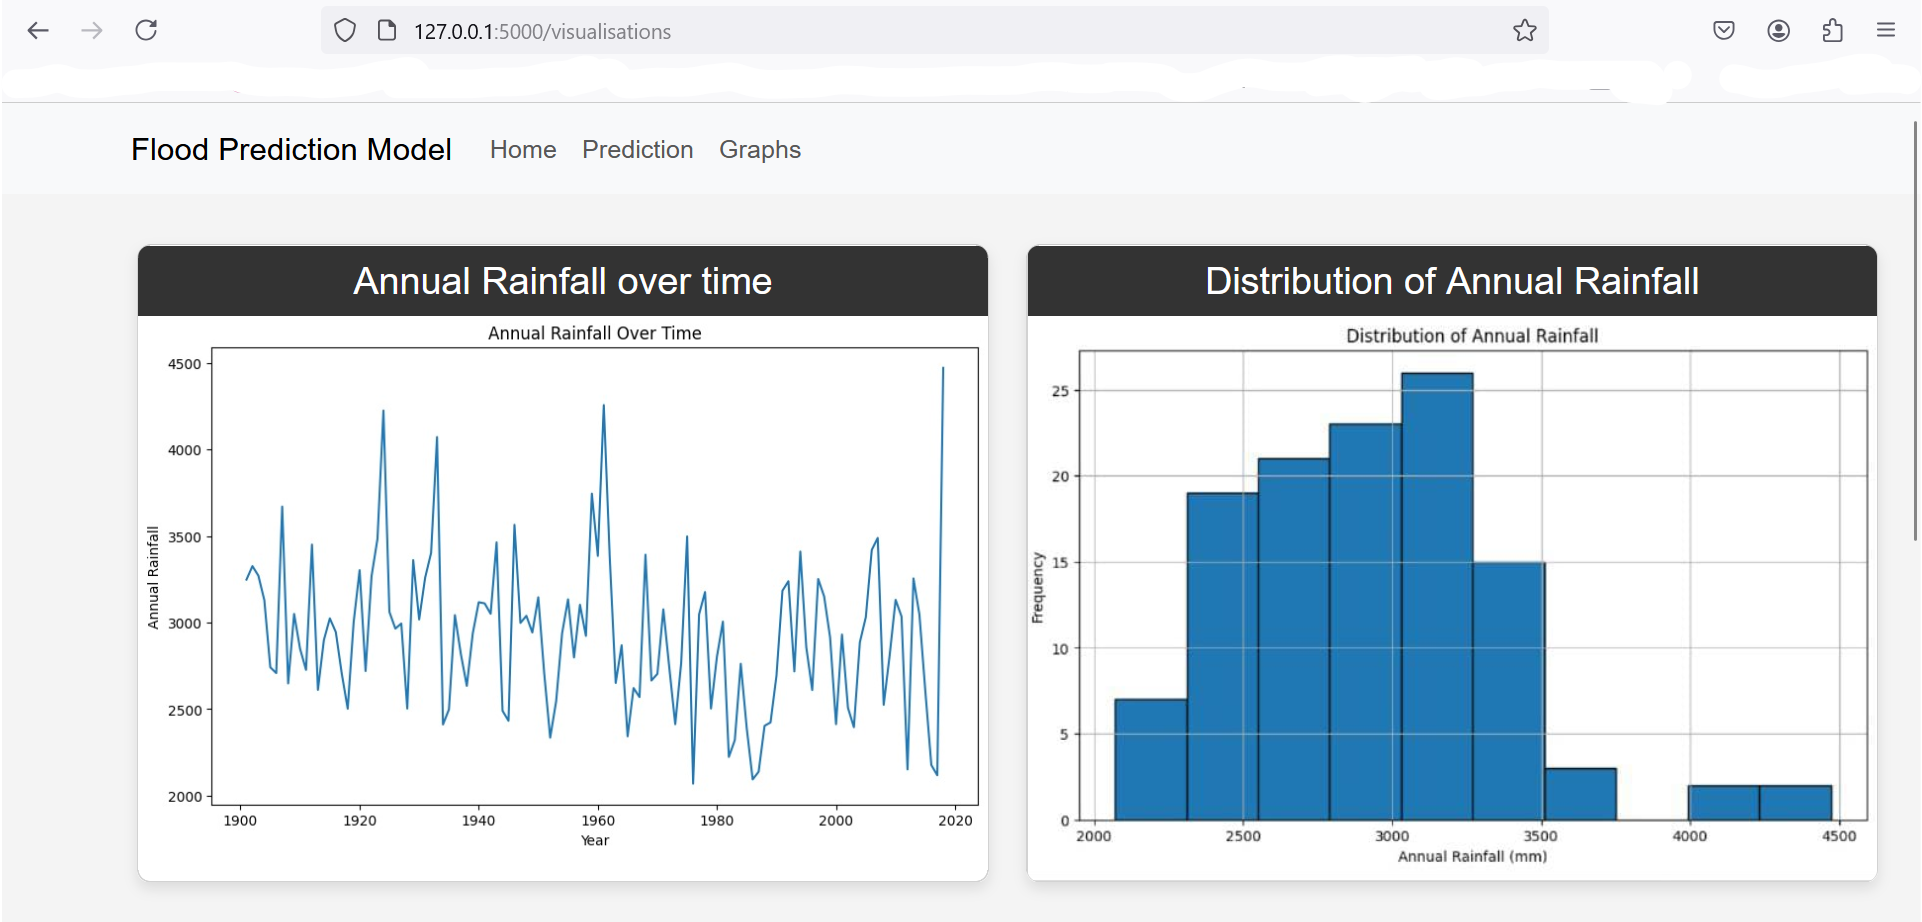 127.0.0.1:5000/visualisations
Flood Prediction Model Home Prediction Graphs
Annual Rainfall over time
Annual Rainfall Over Time
4500
4000
3500
3000
2500
2000
Annual Rainfall
1900 1920 1940 1960 1980 2000 2020
Year
Distribution of Annual Rainfall
Distribution of Annual Rainfall
25
20
15
10
5
0
Frequency
2000 2500 3000 3500 4000 4500
Annual Rainfall (mm)